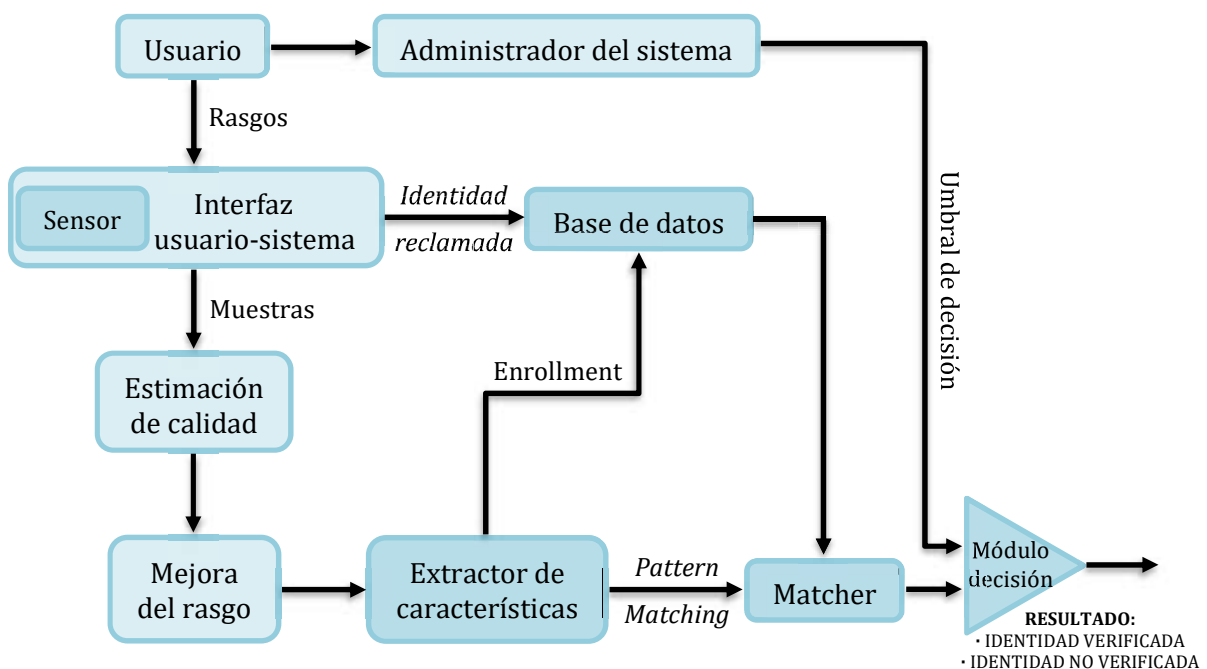 Usuario
Administrador del sistema
Rasgos
Sensor
Interfaz
usuario-sistema
Identidad
reclamada
Base de datos
Umbral de decisión
Muestras
Estimación
de calidad
Enrollment
Mejora
del rasgo
Extractor de
característificas
Pattern
Matching
Matcher
Módulo
decisión
RESULTADO:
· IDENTIDAD VERIFICADA
· IDENTIDAD NO VERIFICADA